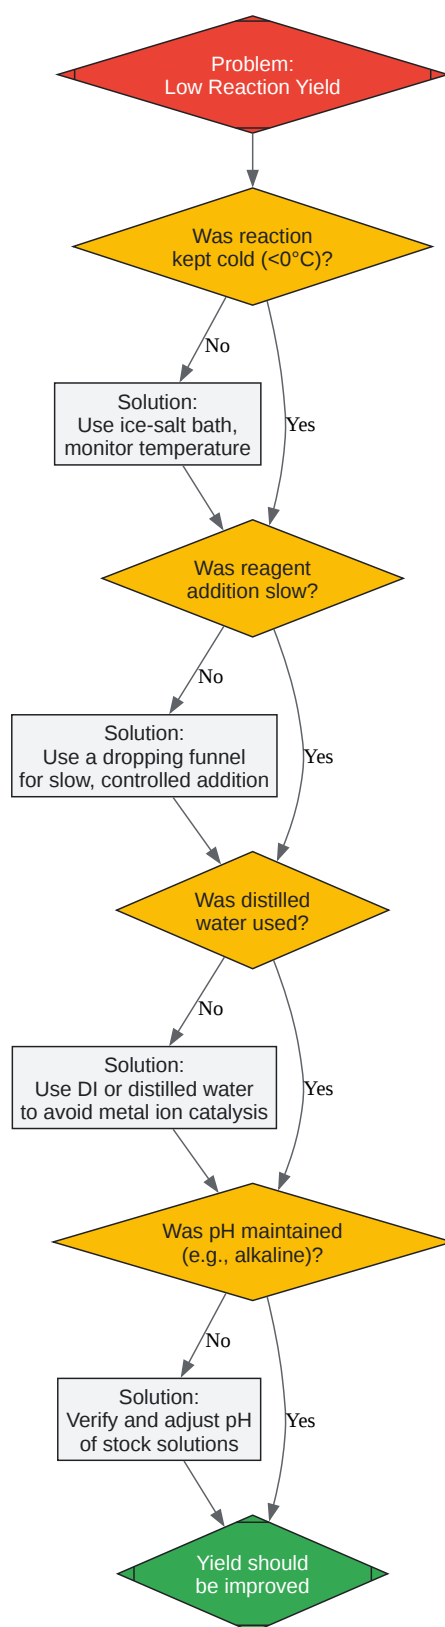 Problem:
Low Reaction Yield
Was reaction
kept cold (<0°C)?
No
Solution:
Use ice-salt bath,
monitor temperature
Yes
Was reagent
addition slow?
No
Solution:
Use a dropping funnel
for slow, controlled addition
Yes
Was distilled
water used?
No
Solution:
Use DI or distilled water
to avoid metal ion catalysis
Yes
Was pH maintained
(e.g., alkaline)?
No
Solution:
Verify and adjust pH
of stock solutions
Yes
Yield should
be improved